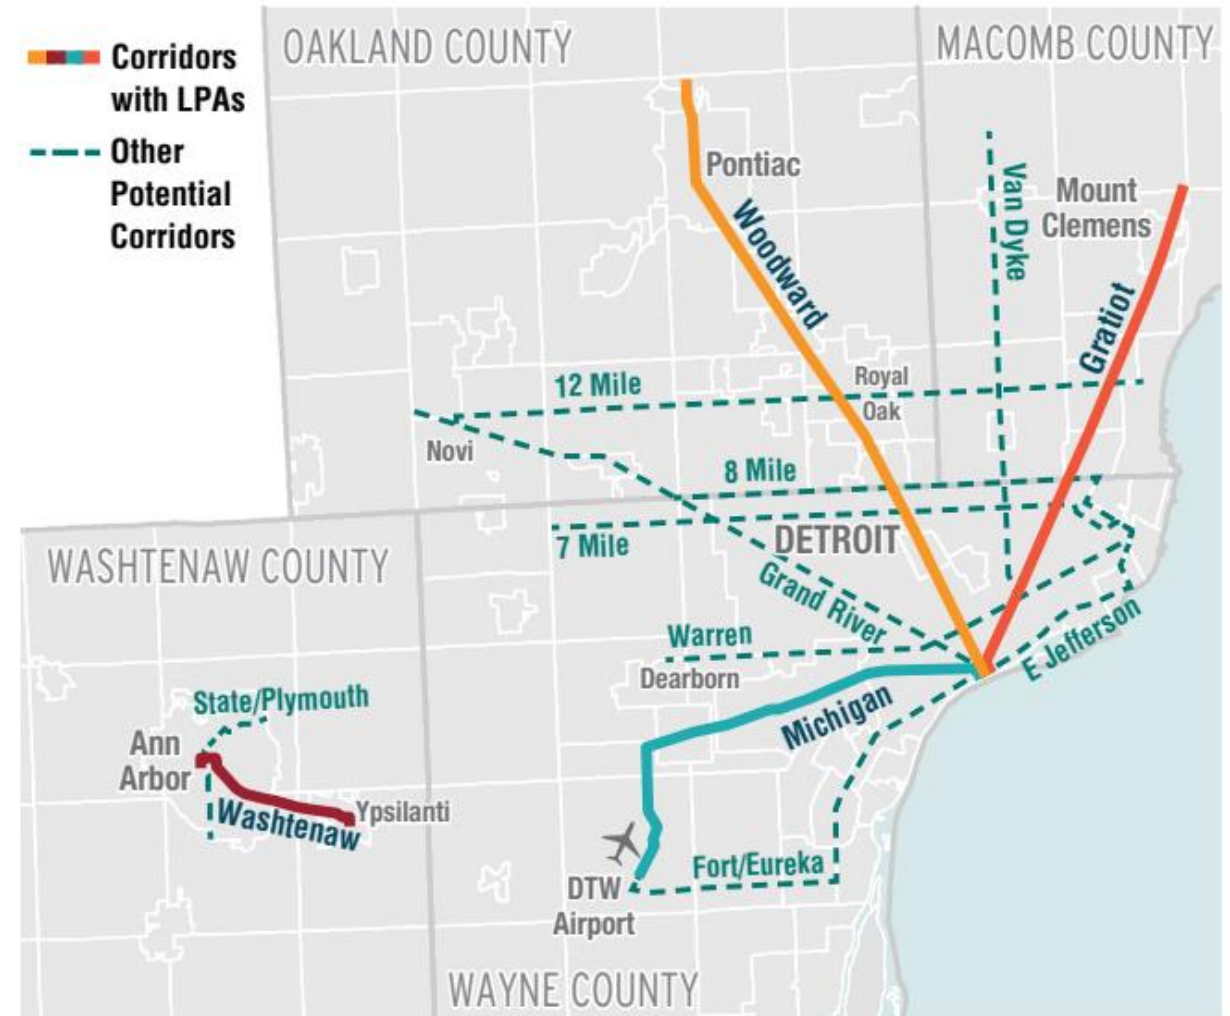 OAKLAND COUNTY
MACOMB COUNTY
Corridors
with LPAs
Other
Potential
Corridors
Pontiac
Van Dyke
Mount
Clemens
Woodward
Gratiot
12 Mile
Royal
Oak
Novi
8 Mile
7 Mile
DETROIT
WASHTENAW COUNTY
Grand River
Warren
E Jefferson
Dearborn
State/Plymouth
Michigan
Ann
Arbor
Washtenaw
Ypsilanti
Fort/Eureka
DTW
Airport
WAYNE COUNTY